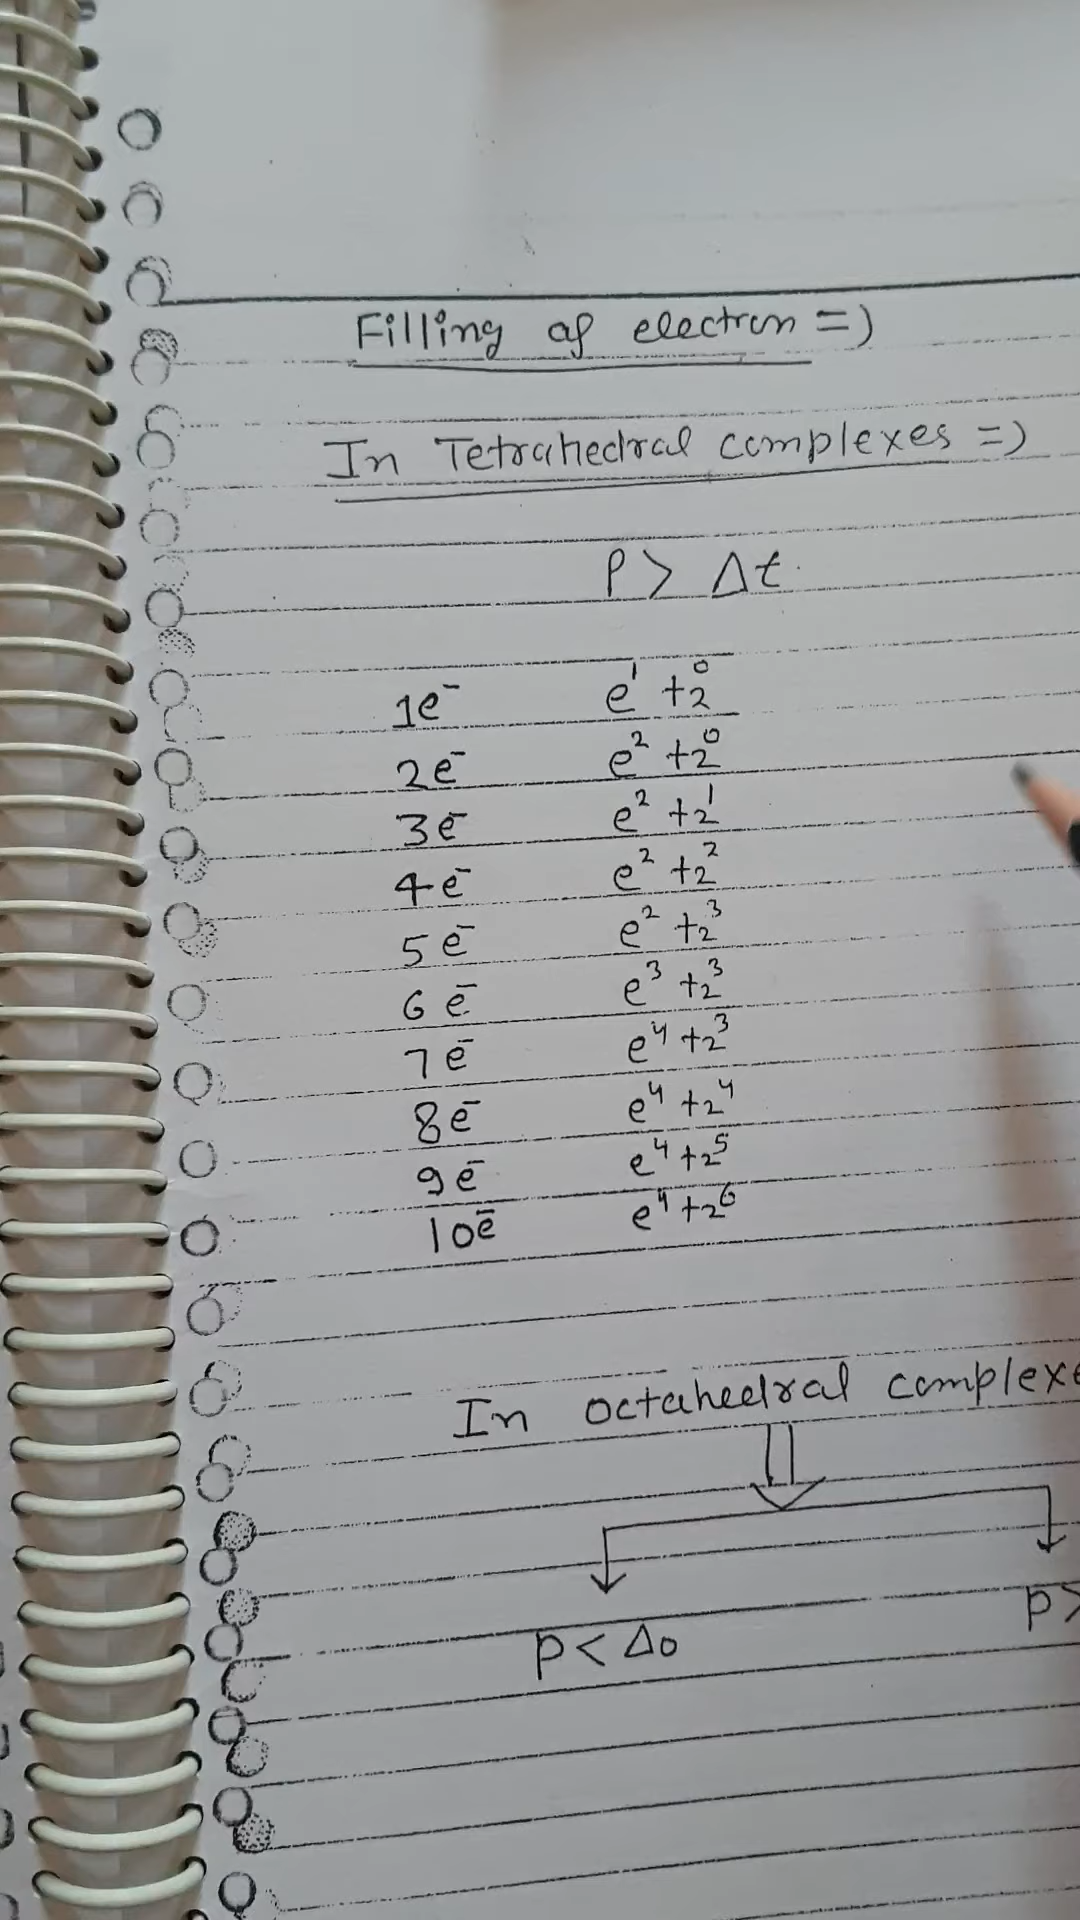 Filling of electron =>
In Tetrahedral complexes =>
P > Δt
1e⁻ e¹ t₂⁰
2e⁻ e² t₂⁰
3e⁻ e² t₂¹
4e⁻ e² t₂²
5e⁻ e² t₂³
6e⁻ e³ t₂³
7e⁻ e⁴ t₂³
8e⁻ e⁴ t₂⁴
9e⁻ e⁴ t₂⁵
10e⁻ e⁴ t₂⁶
In octahedral complexe
P < Δo P >